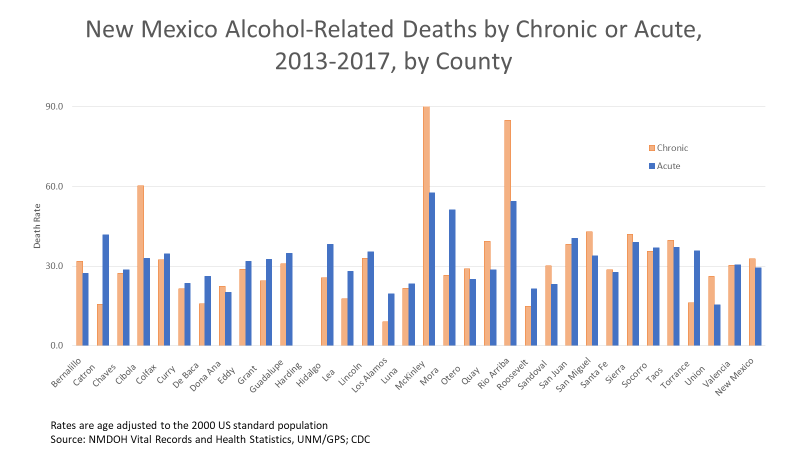 New Mexico Alcohol-Related Deaths by Chronic or Acute,
2013-2017, by County
90.0
60.0
30.0
0.0
Death Rate
Chronic
Acute
Bernalillo
Catron
Chaves
Cibola
Colfax
Curry
De Baca
Dona Ana
Eddy
Grant
Guadalupe
Harding
Hidalgo
Lea
Lincoln
Los Alamos
Luna
McKinley
Mora
Otero
Quay
Rio Arriba
Roosevelt
Sandoval
San Juan
San Miguel
Santa Fe
Sierra
Socorro
Taos
Torrance
Union
Valencia
New Mexico
Rates are age adjusted to the 2000 US standard population
Source: NMDOH Vital Records and Health Statistics, UNM/GPS; CDC